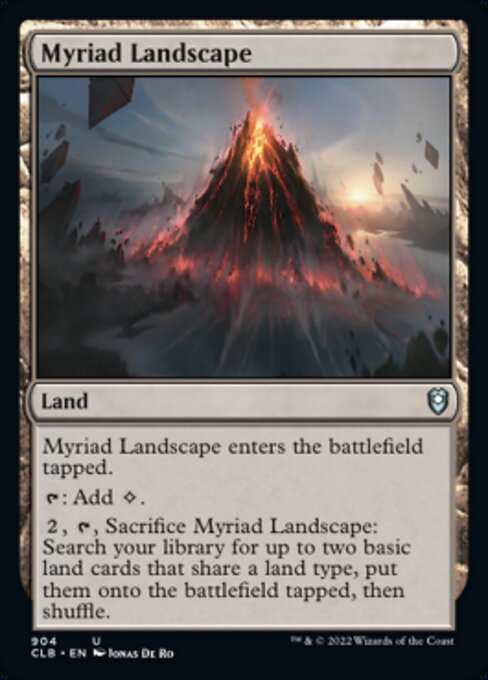 Myriad Landscape
Land
Myriad Landscape enters the battlefield
tapped.
: Add .
2, , Sacrifice Myriad Landscape:
Search your library for up to two basic
land cards that share a land type, put
them onto the battlefield tapped, then
shuffle.
904 U
CLB • EN Jonas De Ro
™ & © 2022 Wizards of the Coast